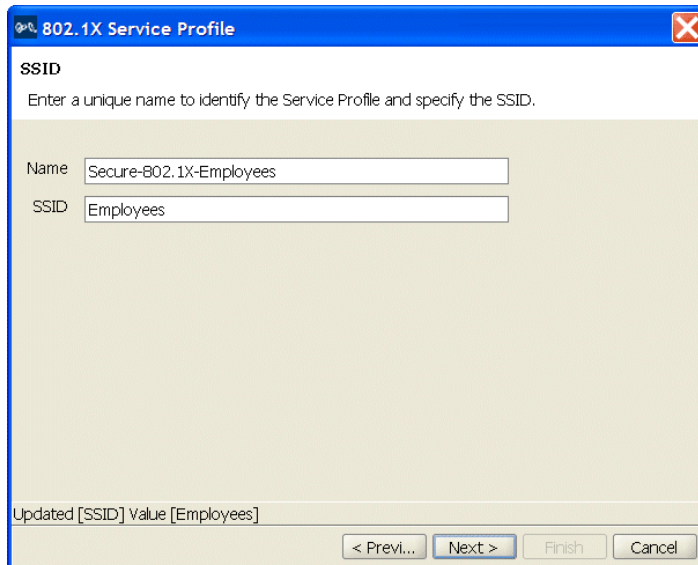 802.1X Service Profile
SSID
Enter a unique name to identify the Service Profile and specify the SSID.
Name Secure-802.1X-Employees
SSID Employees
Updated [SSID] Value [Employees]
< Previ... Next > Finish Cancel